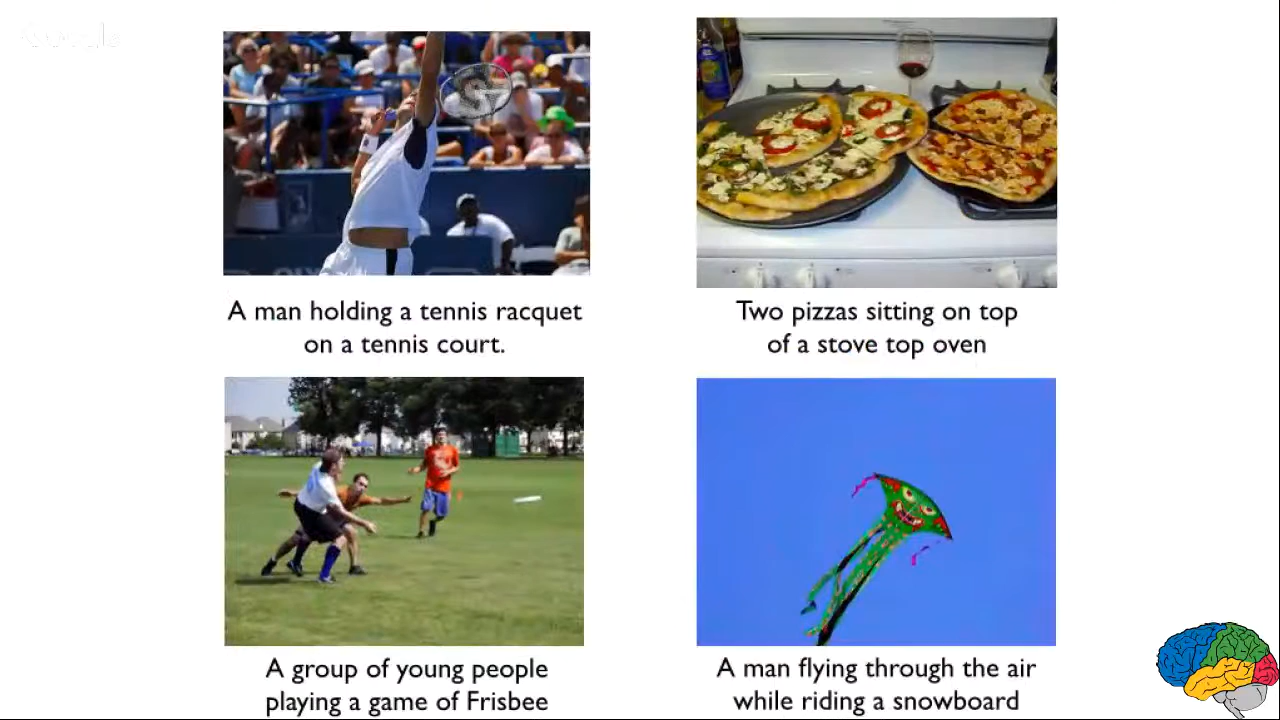 A man holding a tennis racquet
on a tennis court.
Two pizzas sitting on top
of a stove top oven
A group of young people
playing a game of Frisbee
A man flying through the air
while riding a snowboard